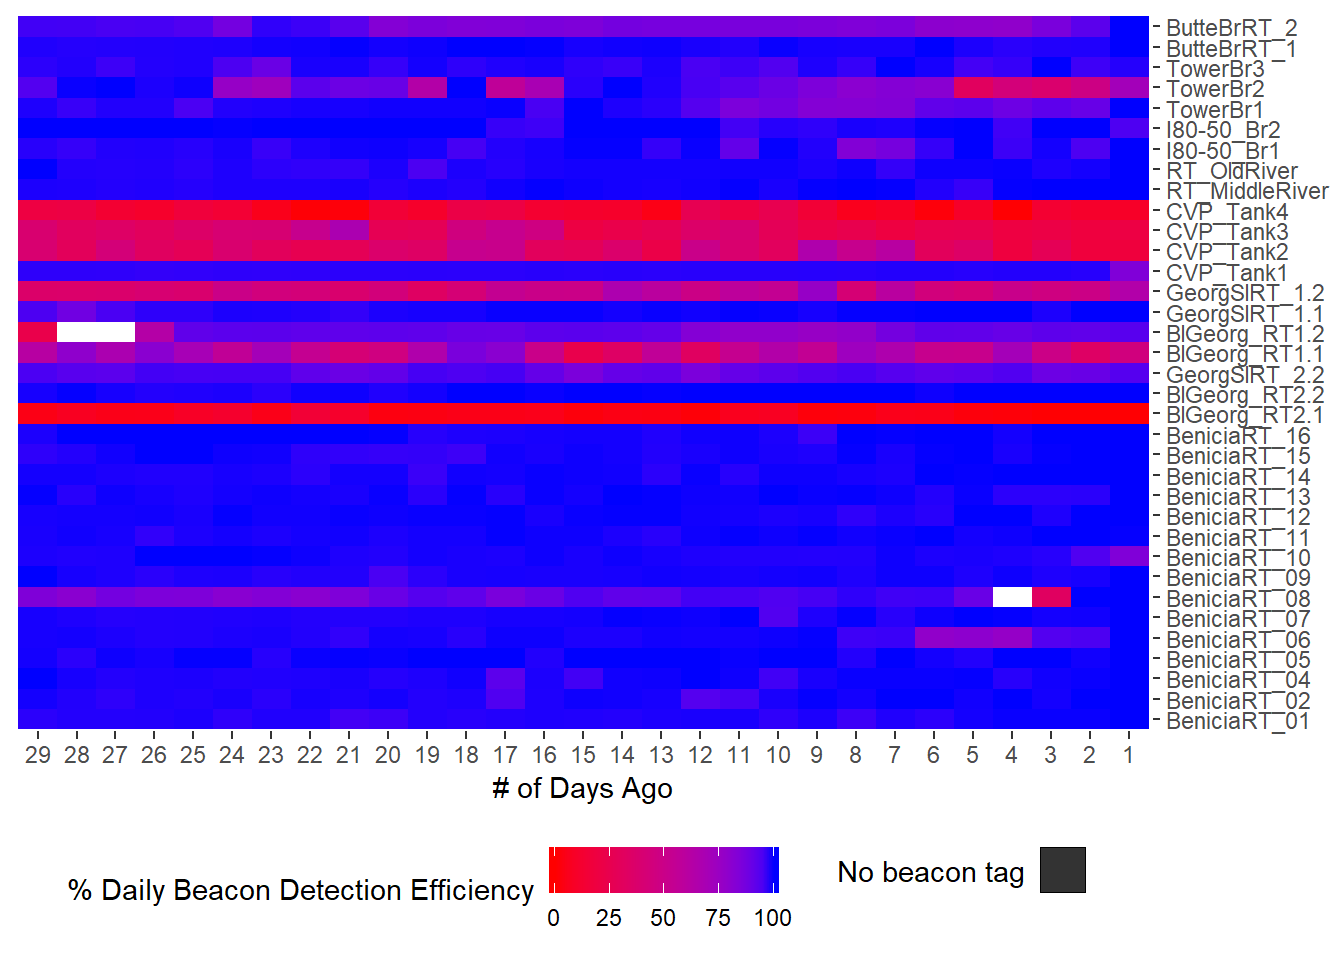 ButteBrRT_2
ButteBrRT_1
TowerBr3
TowerBr2
TowerBr1
I80-50_Br2
I80-50_Br1
RT_OldRiver
RT_MiddleRiver
CVP_Tank4
CVP_Tank3
CVP_Tank2
CVP_Tank1
GeorgSlRT_1.2
GeorgSlRT_1.1
BlGeorg_RT1.2
BlGeorg_RT1.1
GeorgSlRT_2.2
BlGeorg_RT2.2
BlGeorg_RT2.1
BeniciaRT_16
BeniciaRT_15
BeniciaRT_14
BeniciaRT_13
BeniciaRT_12
BeniciaRT_11
BeniciaRT_10
BeniciaRT_09
BeniciaRT_08
BeniciaRT_07
BeniciaRT_06
BeniciaRT_05
BeniciaRT_04
BeniciaRT_02
BeniciaRT_01
29 28 27 26 25 24 23 22 21 20 19 18 17 16 15 14 13 12 11 10 9 8 7 6 5 4 3 2 1
# of Days Ago
% Daily Beacon Detection Efficiency
0 25 50 75 100
No beacon tag